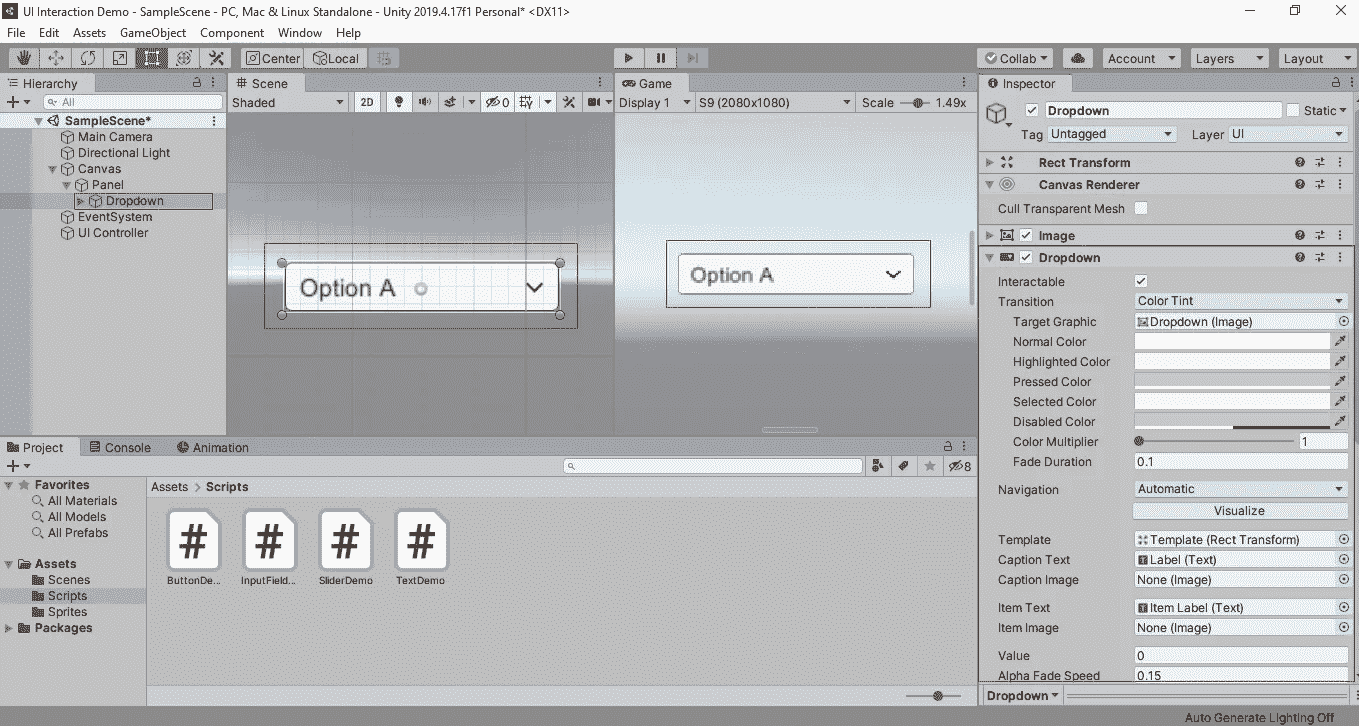 UI Interaction Demo - SampleScene - PC, Mac & Linux Standalone - Unity 2019.4.17f1 Personal* <DX11>
File Edit Assets GameObject Component Window Help
Center Local Collab Account Layers Layout
Hierarchy
All
SampleScene*
Main Camera
Directional Light
Canvas
Panel
Dropdown
EventSystem
UI Controller
Scene
Shaded 2D 0
Option A
Game
Display 1 S9 (2080x1080) Scale 1.49x
Option A
Inspector
Dropdown Static
Tag Untagged Layer UI
Rect Transform
Canvas Renderer
Cull Transparent Mesh
Image
Dropdown
Interactable
Transition Color Tint
Target Graphic Dropdown (Image)
Normal Color
Highlighted Color
Pressed Color
Selected Color
Disabled Color
Color Multiplier 1
Fade Duration 0.1
Navigation Automatic
Visualize
Template Template (Rect Transform)
Caption Text Label (Text)
Caption Image None (Image)
Item Text Item Label (Text)
Item Image None (Image)
Value 0
Alpha Fade Speed 0.15
Dropdown
Project Console Animation
8
Favorites
All Materials
All Models
All Prefabs
Assets
Scenes
Scripts
Sprites
Packages
Assets > Scripts
# # # #
ButtonDe... InputField... SliderDemo TextDemo
Auto Generate Lighting Off